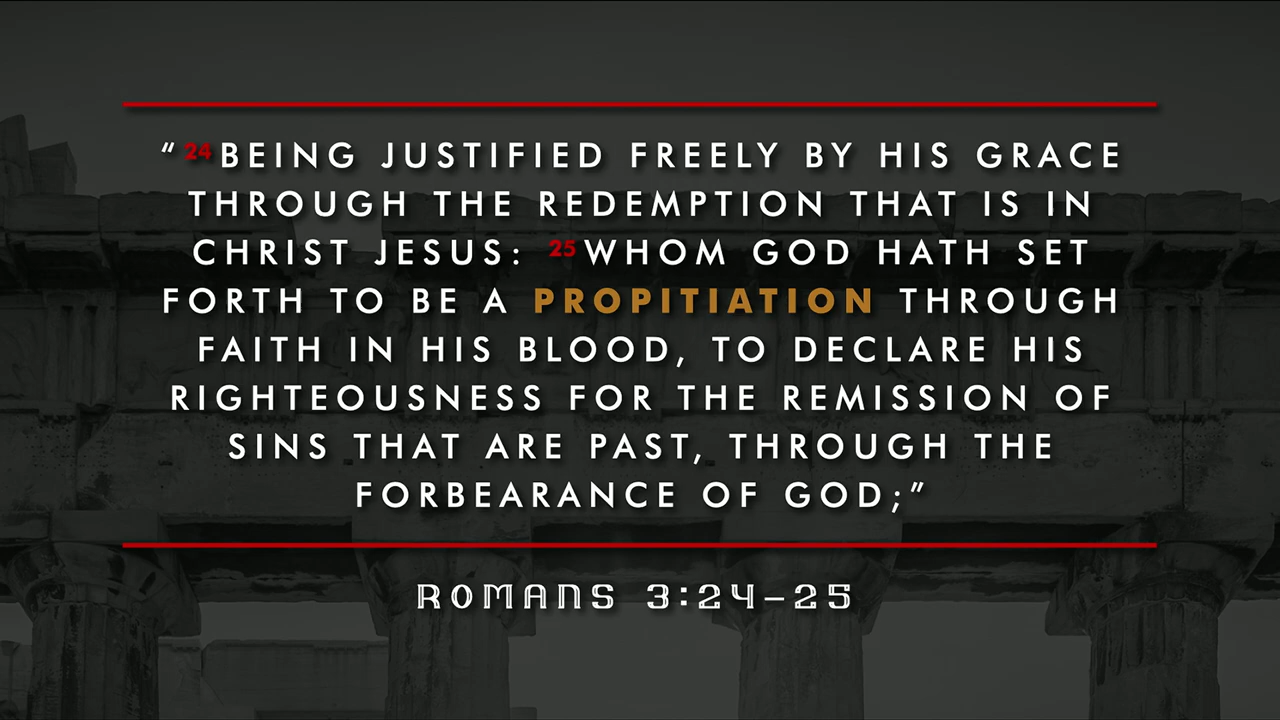 “24BEING JUSTIFIED FREELY BY HIS GRACE
THROUGH THE REDEMPTION THAT IS IN
CHRIST JESUS: 25WHOM GOD HATH SET
FORTH TO BE A PROPITIATION THROUGH
FAITH IN HIS BLOOD, TO DECLARE HIS
RIGHTEOUSNESS FOR THE REMISSION OF
SINS THAT ARE PAST, THROUGH THE
FORBEARANCE OF GOD;”
ROMANS 3:24–25